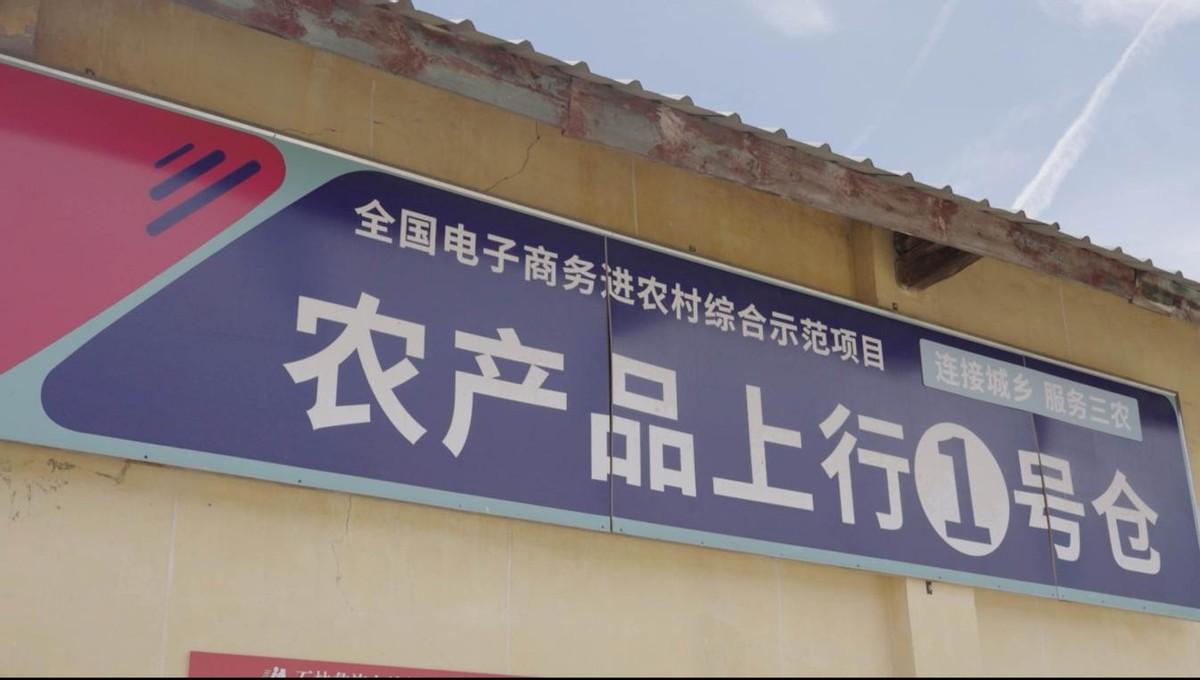 全国电子商务进农村综合示范项目
连接城乡 服务三农
农产品上行1号仓